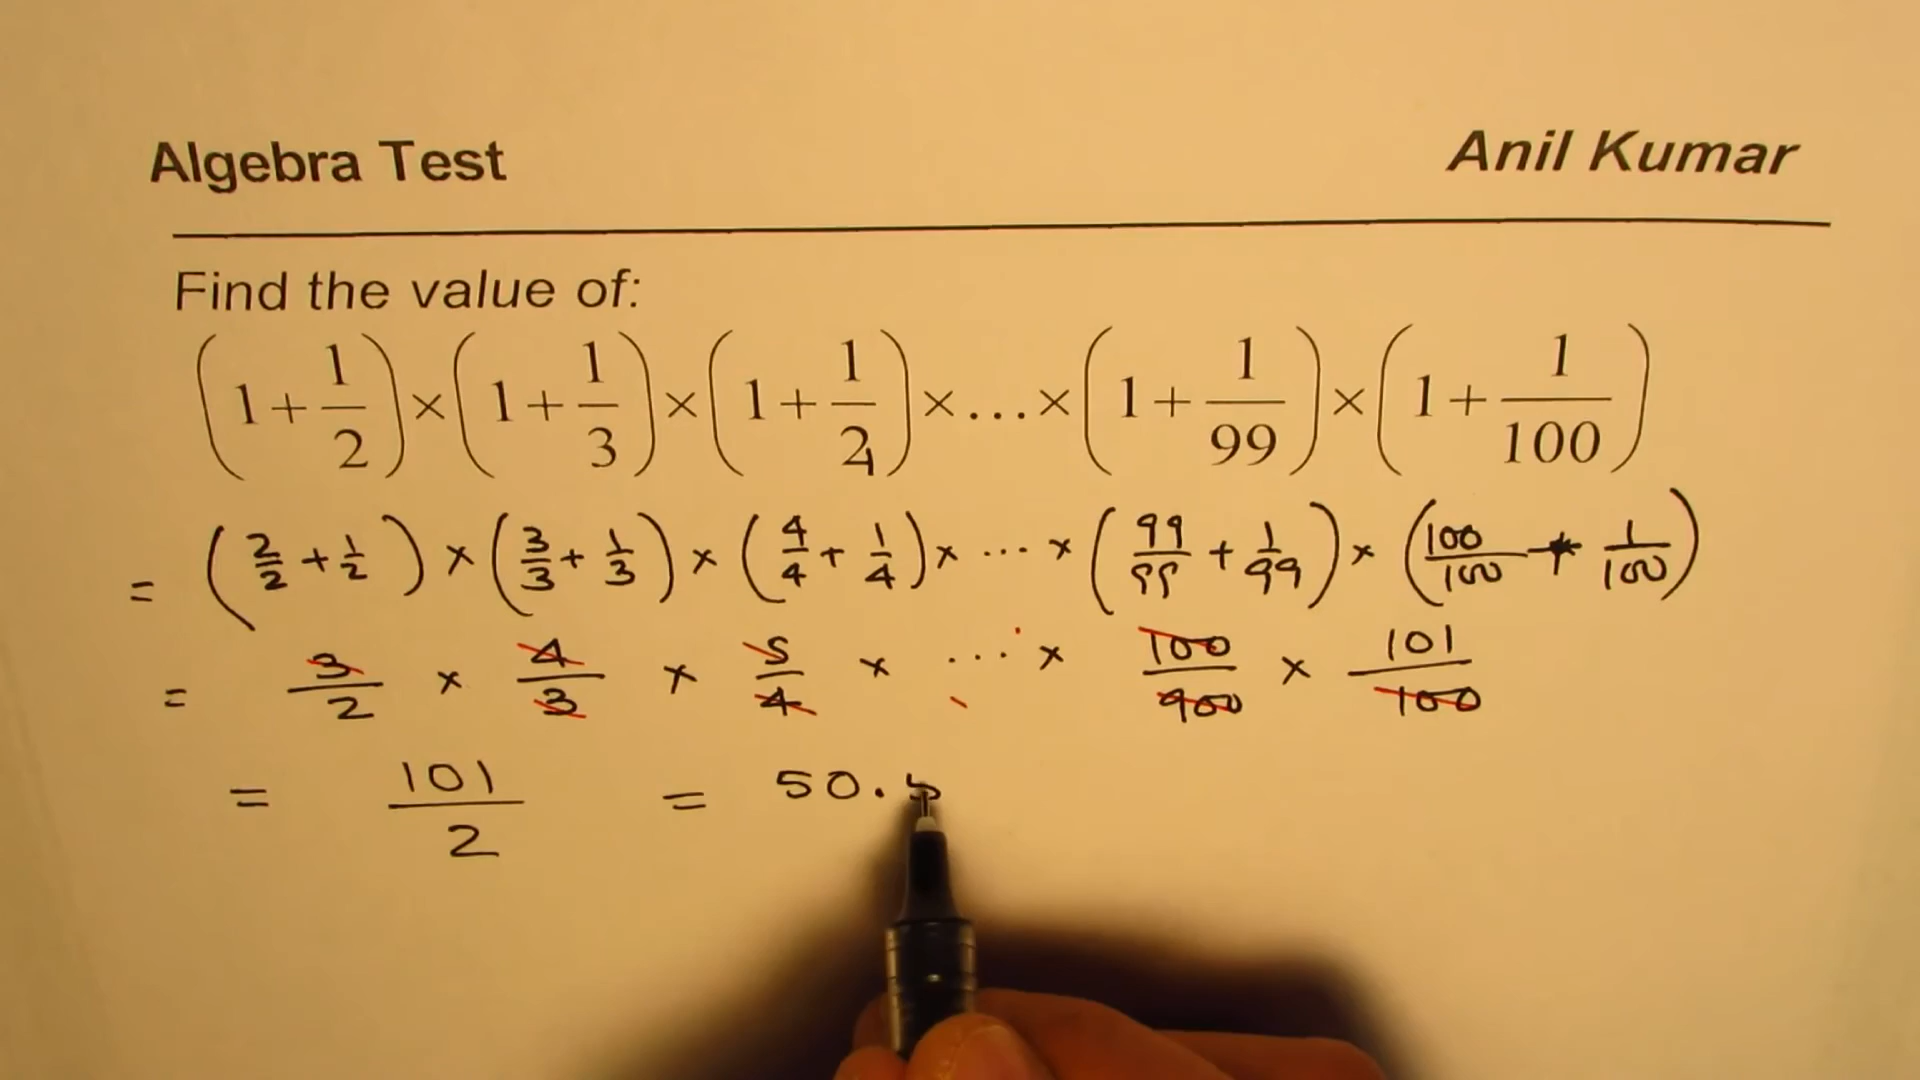 Algebra Test Anil Kumar
Find the value of:
(1 + 1/2) × (1 + 1/3) × (1 + 1/4) × ... × (1 + 1/99) × (1 + 1/100)
= (2/2 + 1/2) × (3/3 + 1/3) × (4/4 + 1/4) × ... × (99/99 + 1/99) × (100/100 + 1/100)
= 3/2 × 4/3 × 5/4 × ... × 100/900 × 101/100
= 101/2 = 50.5